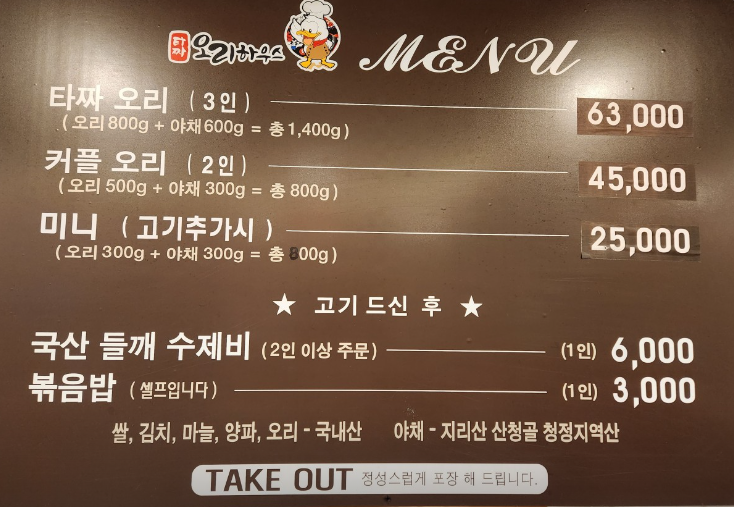 타짜 오리하우스 MENU
타짜 오리 ( 3인 ) 63,000
( 오리 800g + 야채 600g = 총 1,400g )
커플 오리 ( 2인 ) 45,000
( 오리 500g + 야채 300g = 총 800g )
미니 ( 고기추가시 ) 25,000
( 오리 300g + 야채 300g = 총 00g )
★ 고기 드신 후 ★
국산 들깨 수제비 (2인 이상 주문) (1인) 6,000
볶음밥 ( 셀프입니다 ) (1인) 3,000
쌀, 김치, 마늘, 양파, 오리 - 국내산 야채 - 지리산 산청골 청정지역산
TAKE OUT 정성스럽게 포장 해 드립니다.